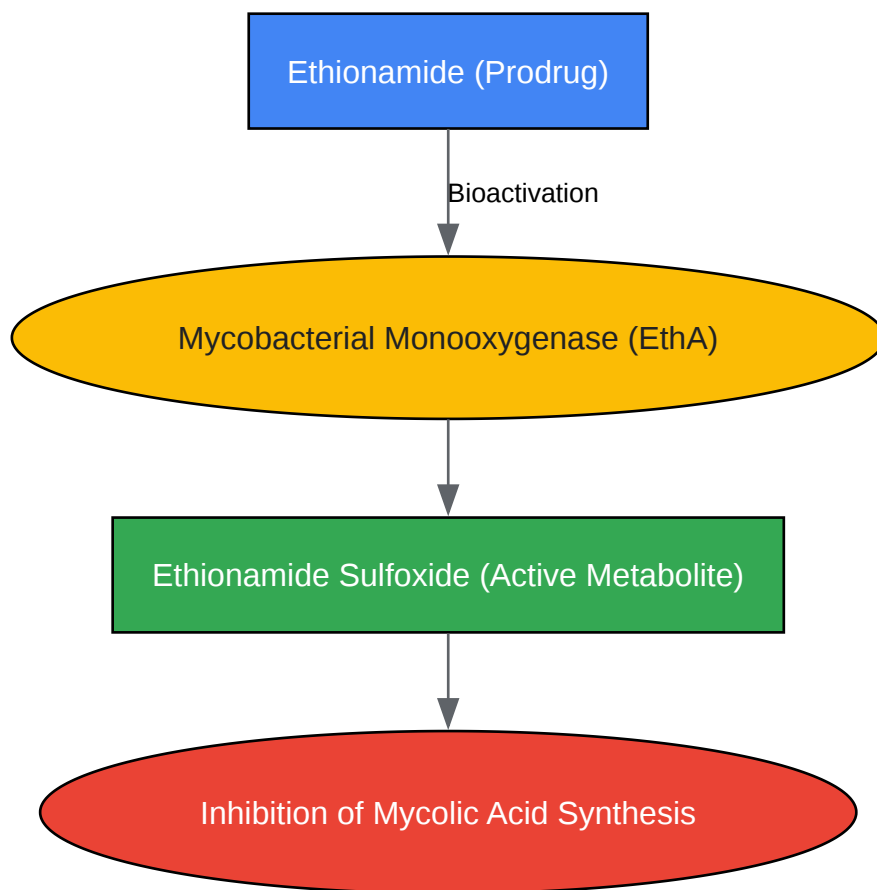 Ethionamide (Prodrug)
Bioactivation
Mycobacterial Monooxygenase (EthA)
Ethionamide Sulfoxide (Active Metabolite)
Inhibition of Mycolic Acid Synthesis